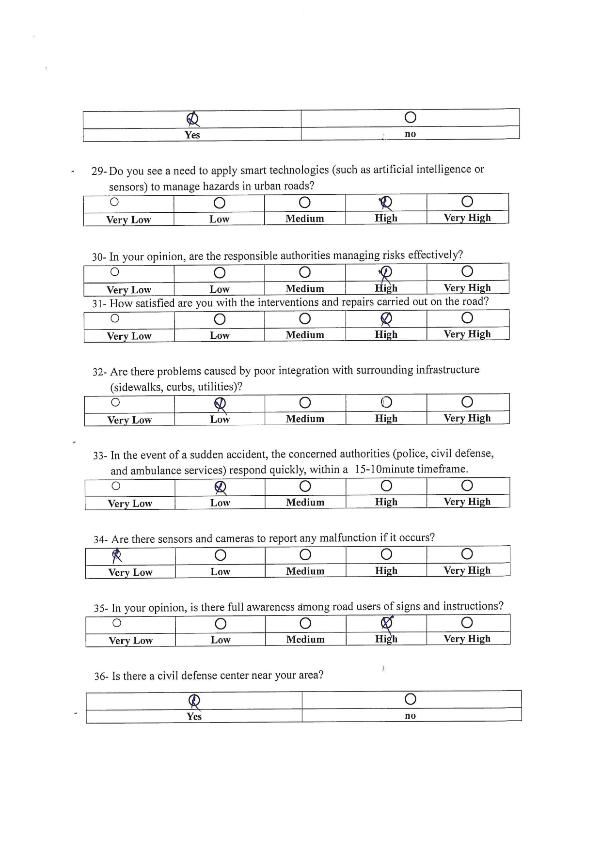 Yes no
29- Do you see a need to apply smart technologies (such as artificial intelligence or
sensors) to manage hazards in urban roads?
Very Low Low Medium High Very High
30- In your opinion, are the responsible authorities managing risks effectively?
Very Low Low Medium High Very High
31- How satisfied are you with the interventions and repairs carried out on the road?
Very Low Low Medium High Very High
32- Are there problems caused by poor integration with surrounding infrastructure
(sidewalks, curbs, utilities)?
Very Low Low Medium High Very High
33- In the event of a sudden accident, the concerned authorities (police, civil defense,
and ambulance services) respond quickly, within a 15-10minute timeframe.
Very Low Low Medium High Very High
34- Are there sensors and cameras to report any malfunction if it occurs?
Very Low Low Medium High Very High
35- In your opinion, is there full awareness among road users of signs and instructions?
Very Low Low Medium High Very High
36- Is there a civil defense center near your area?
Yes no